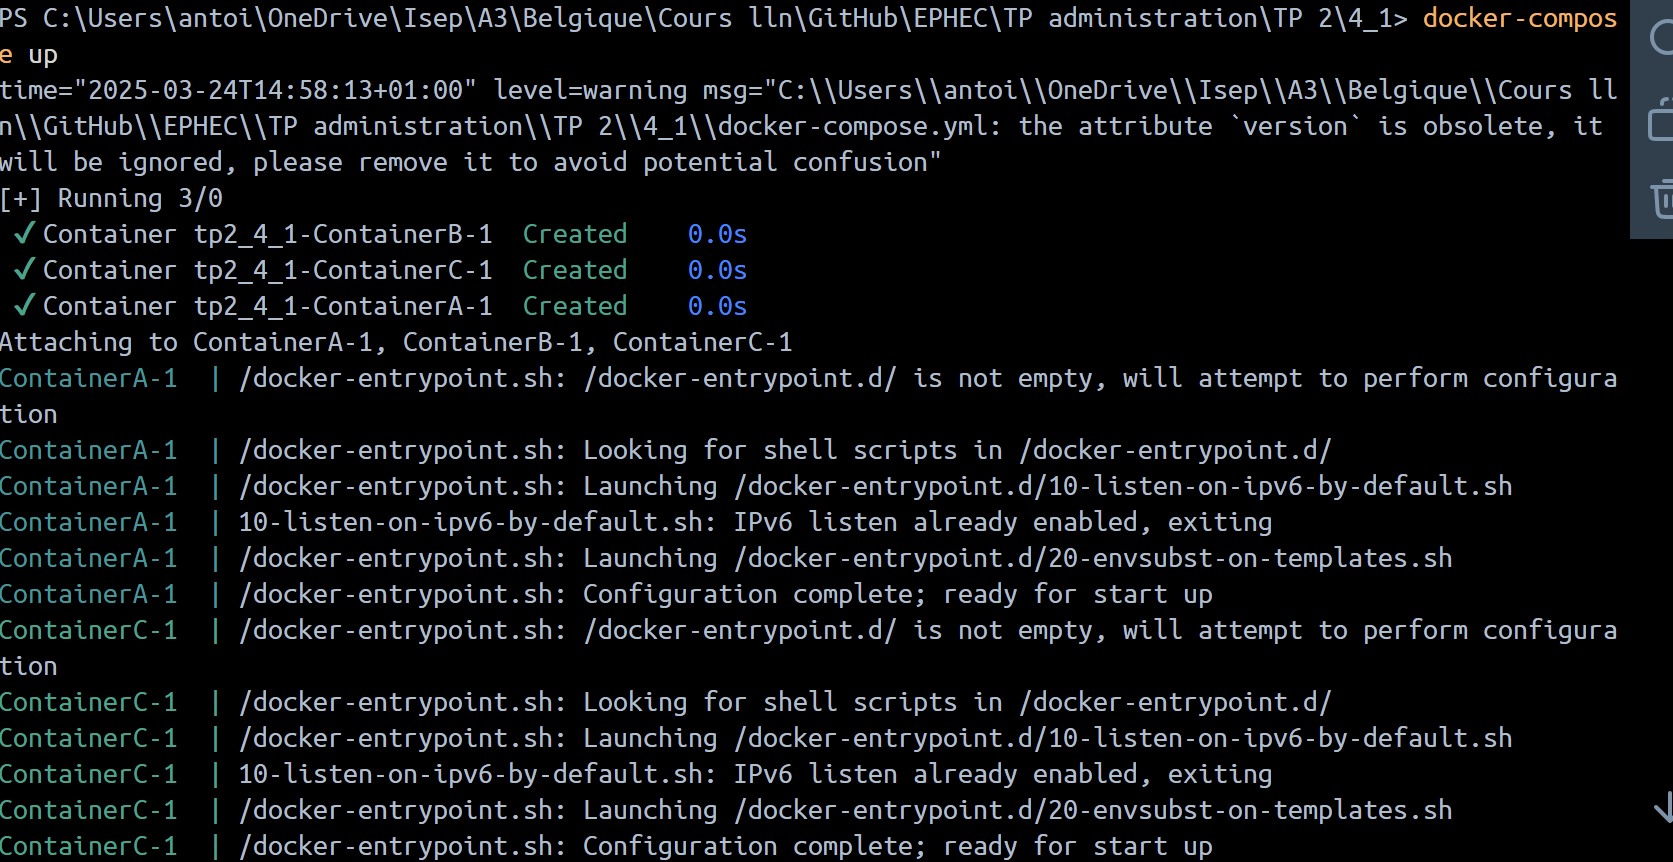 PS C:\Users\antoi\OneDrive\Isep\A3\Belgique\Cours lln\GitHub\EPHEC\TP administration\TP 2\4_1> docker-compos
e up
time="2025-03-24T14:58:13+01:00" level=warning msg="C:\\Users\\antoi\\OneDrive\\Isep\\A3\\Belgique\\Cours ll
n\\GitHub\\EPHEC\\TP administration\\TP 2\\4_1\\docker-compose.yml: the attribute `version` is obsolete, it
will be ignored, please remove it to avoid potential confusion"
[+] Running 3/0
✔ Container tp2_4_1-ContainerB-1  Created    0.0s
✔ Container tp2_4_1-ContainerC-1  Created    0.0s
✔ Container tp2_4_1-ContainerA-1  Created    0.0s
Attaching to ContainerA-1, ContainerB-1, ContainerC-1
ContainerA-1  | /docker-entrypoint.sh: /docker-entrypoint.d/ is not empty, will attempt to perform configura
tion
ContainerA-1  | /docker-entrypoint.sh: Looking for shell scripts in /docker-entrypoint.d/
ContainerA-1  | /docker-entrypoint.sh: Launching /docker-entrypoint.d/10-listen-on-ipv6-by-default.sh
ContainerA-1  | 10-listen-on-ipv6-by-default.sh: IPv6 listen already enabled, exiting
ContainerA-1  | /docker-entrypoint.sh: Launching /docker-entrypoint.d/20-envsubst-on-templates.sh
ContainerA-1  | /docker-entrypoint.sh: Configuration complete; ready for start up
ContainerC-1  | /docker-entrypoint.sh: /docker-entrypoint.d/ is not empty, will attempt to perform configura
tion
ContainerC-1  | /docker-entrypoint.sh: Looking for shell scripts in /docker-entrypoint.d/
ContainerC-1  | /docker-entrypoint.sh: Launching /docker-entrypoint.d/10-listen-on-ipv6-by-default.sh
ContainerC-1  | 10-listen-on-ipv6-by-default.sh: IPv6 listen already enabled, exiting
ContainerC-1  | /docker-entrypoint.sh: Launching /docker-entrypoint.d/20-envsubst-on-templates.sh
ContainerC-1  | /docker-entrypoint.sh: Configuration complete; ready for start up